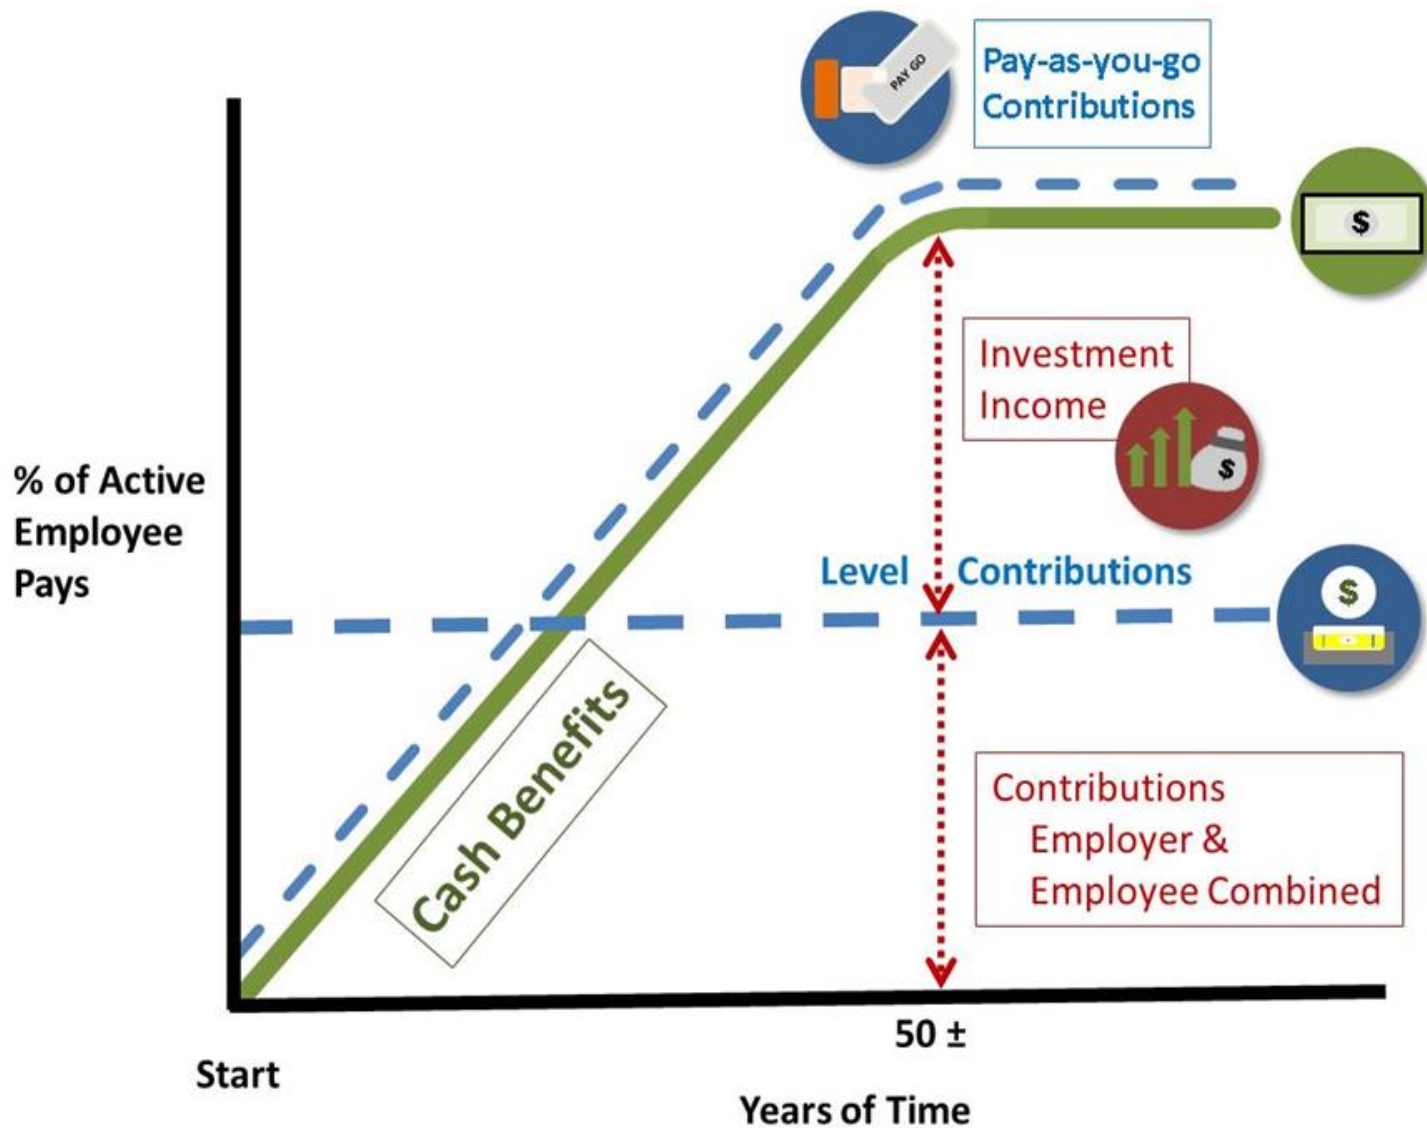 PAY GO
Pay-as-you-go
Contributions
$
Investment
Income
$
% of Active
Employee
Pays
Level Contributions
$
Cash Benefits
Contributions
Employer &
Employee Combined
50 ±
Start
Years of Time